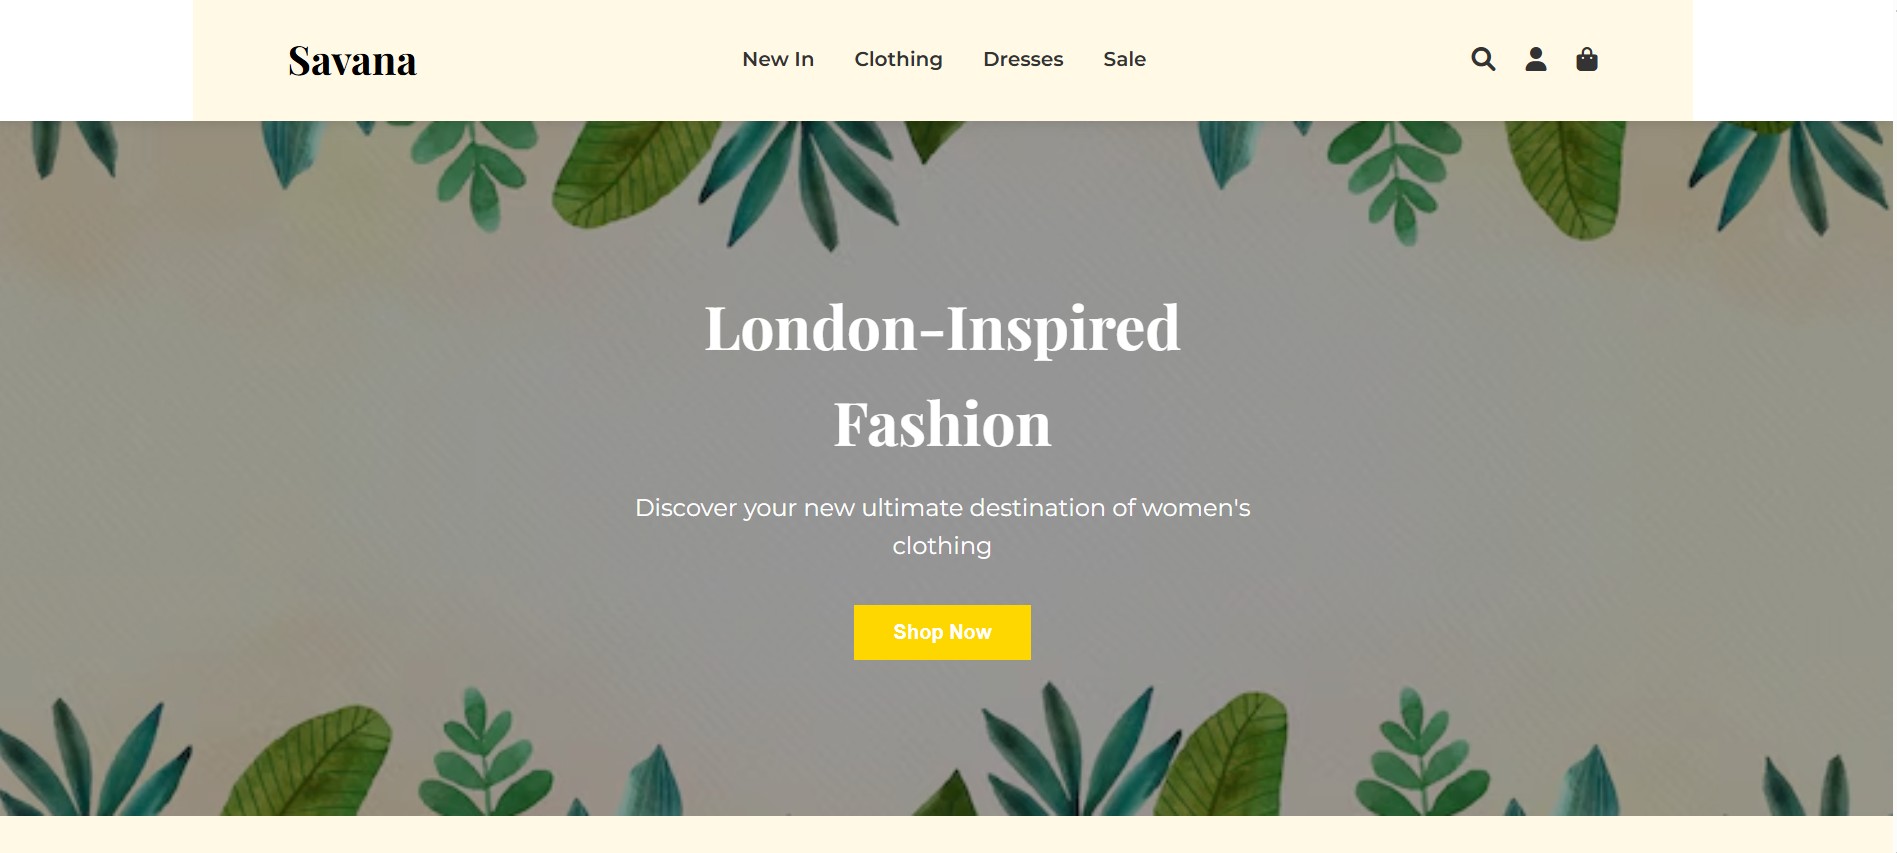 Savana
New In Clothing Dresses Sale
London-Inspired
Fashion
Discover your new ultimate destination of women's
clothing
Shop Now